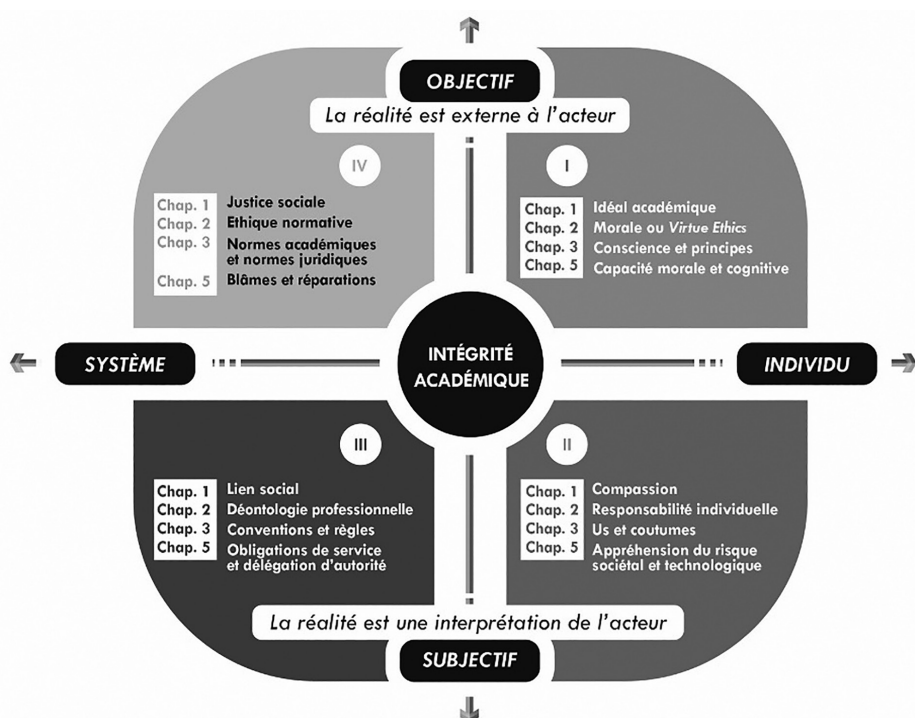 OBJECTIF
La réalité est externe à l'acteur
IV
Chap. 1 Justice sociale
Chap. 2 Ethique normative
Chap. 3 Normes académiques
et normes juridiques
Chap. 5 Blâmes et réparations
I
Chap. 1 Idéal académique
Chap. 2 Morale ou Virtue Ethics
Chap. 3 Conscience et principes
Chap. 5 Capacité morale et cognitive
SYSTÈME
INTÉGRITÉ
ACADÉMIQUE
INDIVIDU
III
Chap. 1 Lien social
Chap. 2 Déontologie professionnelle
Chap. 3 Conventions et règles
Chap. 5 Obligations de service
et délégation d'autorité
II
Chap. 1 Compassion
Chap. 2 Responsabilité individuelle
Chap. 3 Us et coutumes
Chap. 5 Appréhension du risque
sociétal et technologique
La réalité est une interprétation de l'acteur
SUBJECTIF